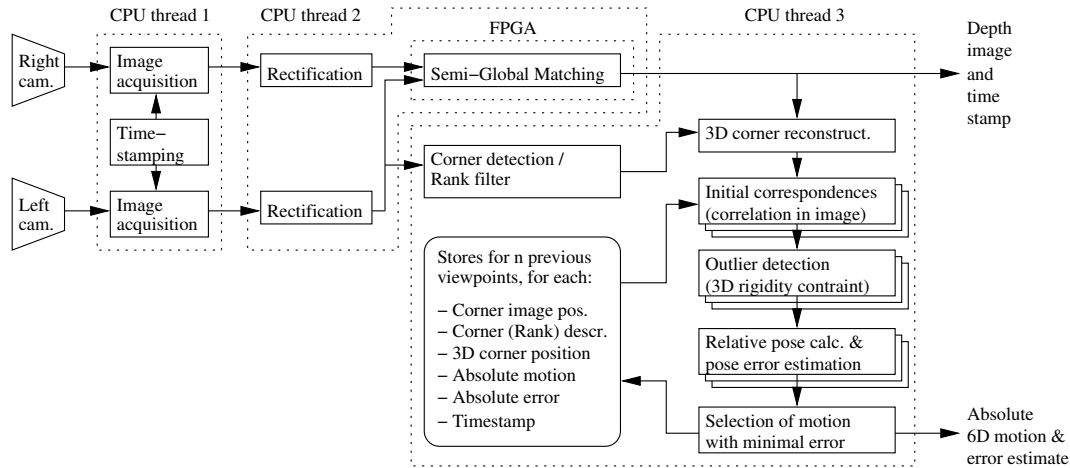 CPU thread 1
CPU thread 2
CPU thread 3
FPGA
Right
cam.
Image
acquisition
Rectification
Semi−Global Matching
Depth
image
and
time
stamp
Time−
stamping
Corner detection /
Rank filter
3D corner reconstruct.
Left
cam.
Image
acquisition
Rectification
Initial correspondences
(correlation in image)
Stores for n previous
viewpoints, for each:
− Corner image pos.
− Corner (Rank) descr.
− 3D corner position
− Absolute motion
− Absolute error
− Timestamp
Outlier detection
(3D rigidity contraint)
Relative pose calc. &
pose error estimation
Selection of motion
with minimal error
Absolute
6D motion &
error estimate